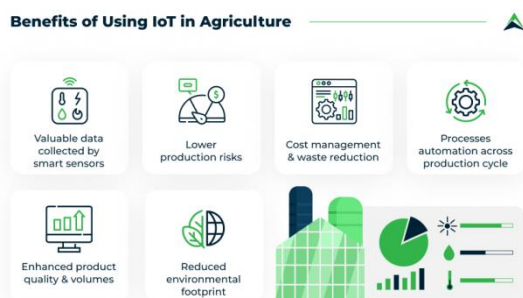 Benefits of Using IoT in Agriculture
Valuable data
collected by
smart sensors
Lower
production risks
Cost management
& waste reduction
Processes
automation across
production cycle
Enhanced product
quality & volumes
Reduced
environmental
footprint